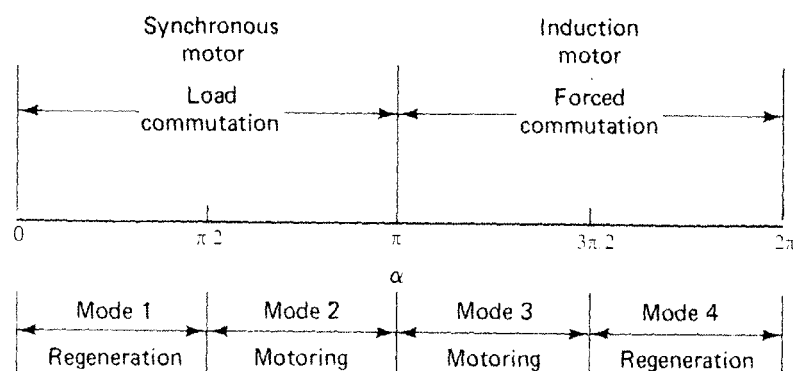 Synchronous
motor
Induction
motor
Load
commutation
Forced
commutation
0
π 2
π
3π 2
2π
α
Mode 1
Mode 2
Mode 3
Mode 4
Regeneration
Motoring
Motoring
Regeneration